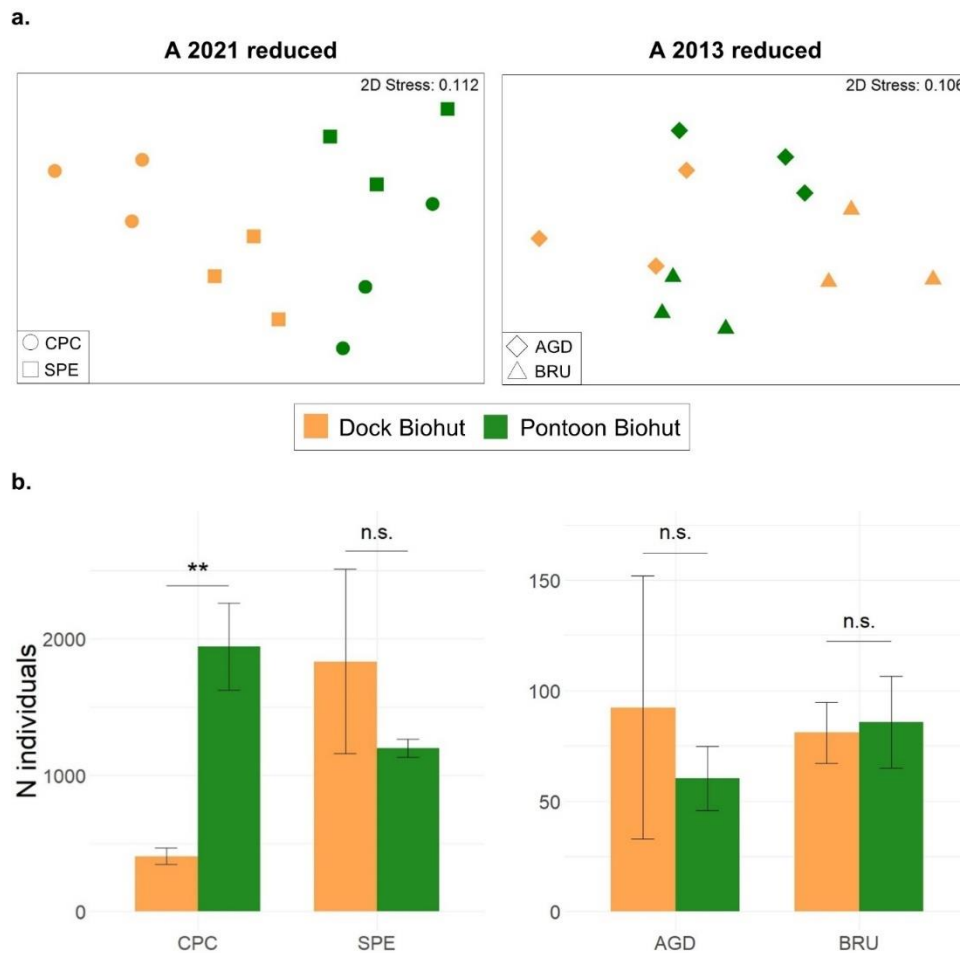 a.
A 2021 reduced
A 2013 reduced
2D Stress: 0.112
2D Stress: 0.106
CPC
SPE
AGD
BRU
Dock Biohut
Pontoon Biohut
b.
N individuals
2000
1000
0
**
n.s.
CPC
SPE
150
100
50
0
n.s.
n.s.
AGD
BRU